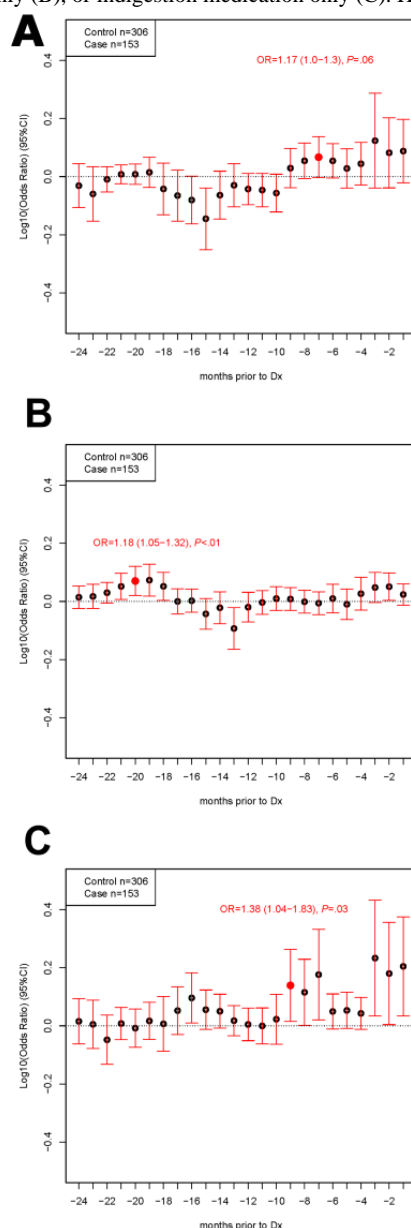 only (B), or indigestion medication only (C). H
A
Control n=306
Case n=153
OR=1.17 (1.0−1.3), P=.06
Log10(Odds Ratio) (95%CI)
0.4
0.2
0.0
−0.2
−0.4
−24 −22 −20 −18 −16 −14 −12 −10 −8 −6 −4 −2
months prior to Dx
B
Control n=306
Case n=153
OR=1.18 (1.05−1.32), P<.01
Log10(Odds Ratio) (95%CI)
0.4
0.2
0.0
−0.2
−0.4
−24 −22 −20 −18 −16 −14 −12 −10 −8 −6 −4 −2
months prior to Dx
C
Control n=306
Case n=153
OR=1.38 (1.04−1.83), P=.03
Log10(Odds Ratio) (95%CI)
0.4
0.2
0.0
−0.2
−0.4
−24 −22 −20 −18 −16 −14 −12 −10 −8 −6 −4 −2
months prior to Dx